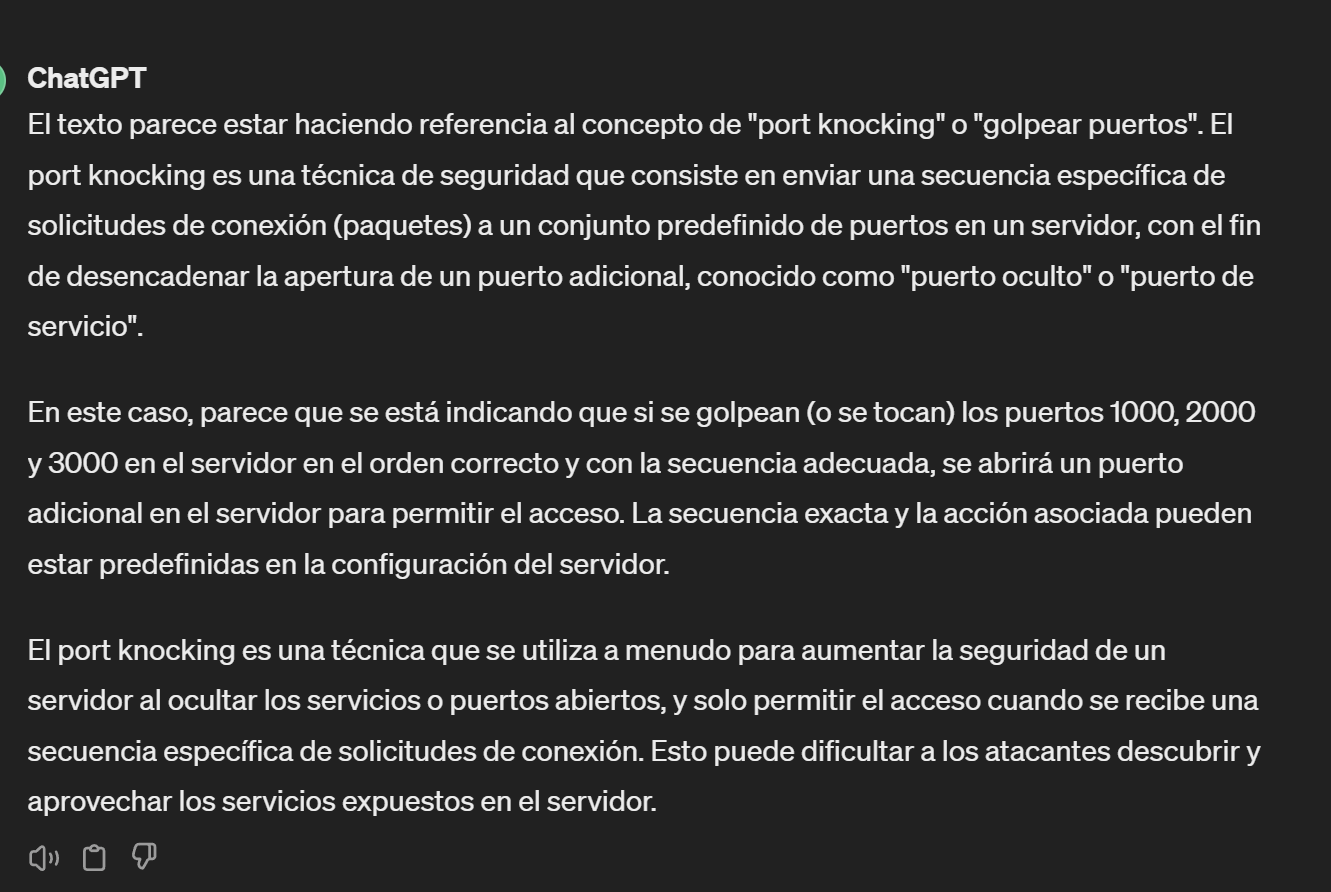 ChatGPT
El texto parece estar haciendo referencia al concepto de "port knocking" o "golpear puertos". El
port knocking es una técnica de seguridad que consiste en enviar una secuencia específica de
solicitudes de conexión (paquetes) a un conjunto predefinido de puertos en un servidor, con el fin
de desencadenar la apertura de un puerto adicional, conocido como "puerto oculto" o "puerto de
servicio".
En este caso, parece que se está indicando que si se golpean (o se tocan) los puertos 1000, 2000
y 3000 en el servidor en el orden correcto y con la secuencia adecuada, se abrirá un puerto
adicional en el servidor para permitir el acceso. La secuencia exacta y la acción asociada pueden
estar predefinidas en la configuración del servidor.
El port knocking es una técnica que se utiliza a menudo para aumentar la seguridad de un
servidor al ocultar los servicios o puertos abiertos, y solo permitir el acceso cuando se recibe una
secuencia específica de solicitudes de conexión. Esto puede dificultar a los atacantes descubrir y
aprovechar los servicios expuestos en el servidor.